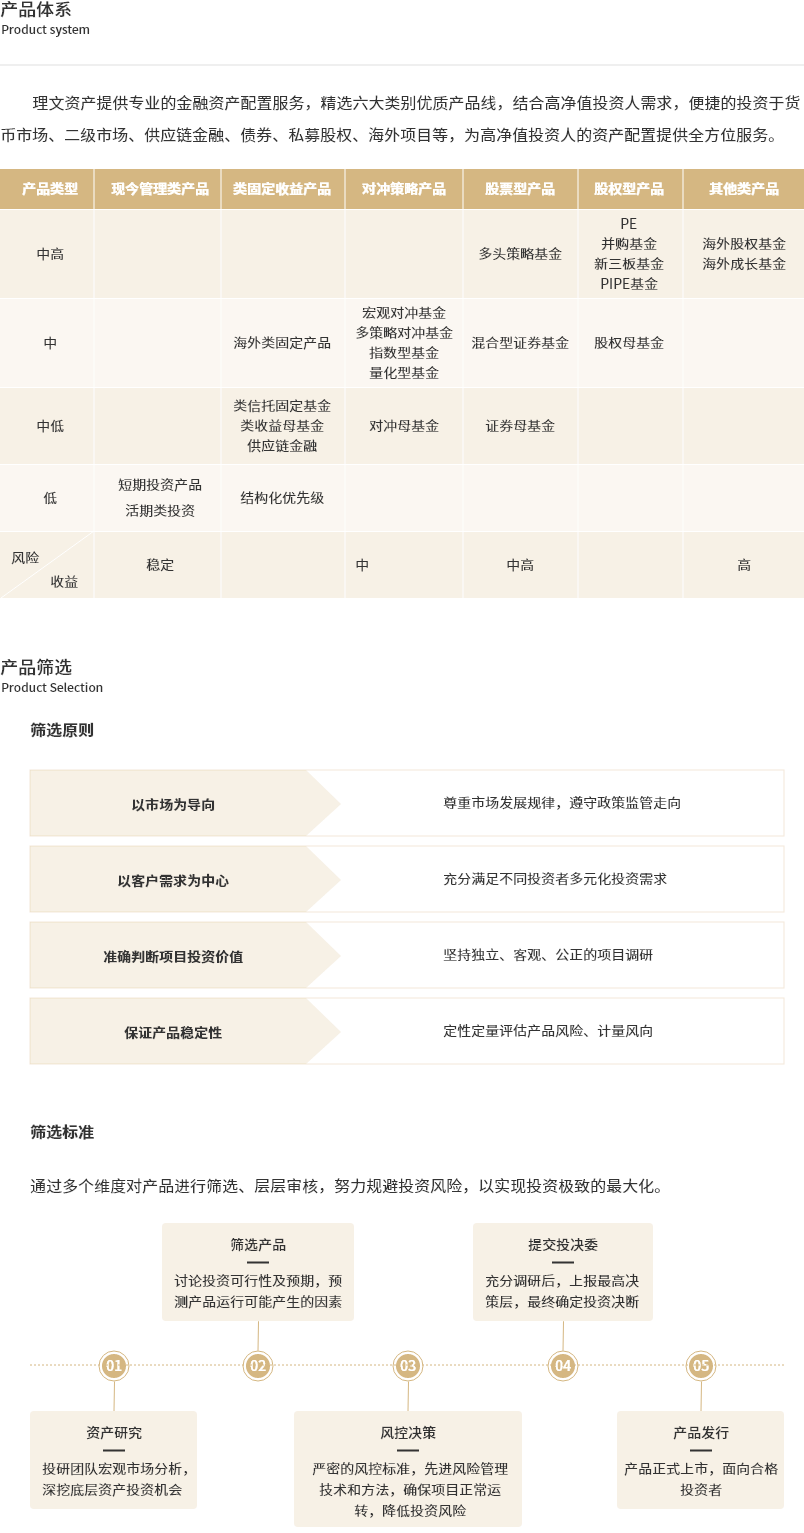 产品体系
Product system
理文资产提供专业的金融资产配置服务，精选六大类别优质产品线，结合高净值投资人需求，便捷的投资于货
币市场、二级市场、供应链金融、债券、私募股权、海外项目等，为高净值投资人的资产配置提供全方位服务。
产品类型 现今管理类产品 类固定收益产品 对冲策略产品 股票型产品 股权型产品 其他类产品
中高
多头策略基金
PE
并购基金
新三板基金
PIPE基金
海外股权基金
海外成长基金
中
海外类固定产品
宏观对冲基金
多策略对冲基金
指数型基金
量化型基金
混合型证券基金
股权母基金
中低
类信托固定基金
类收益母基金
供应链金融
对冲母基金
证券母基金
低
短期投资产品
活期类投资
结构化优先级
风险
收益
稳定 中 中高 高
产品筛选
Product Selection
筛选原则
以市场为导向
尊重市场发展规律，遵守政策监管走向
以客户需求为中心
充分满足不同投资者多元化投资需求
准确判断项目投资价值
坚持独立、客观、公正的项目调研
保证产品稳定性
定性定量评估产品风险、计量风向
筛选标准
通过多个维度对产品进行筛选、层层审核，努力规避投资风险，以实现投资极致的最大化。
筛选产品
讨论投资可行性及预期，预
测产品运行可能产生的因素
提交投决委
充分调研后，上报最高决
策层，最终确定投资决断
01 02 03 04 05
资产研究
投研团队宏观市场分析，
深挖底层资产投资机会
风控决策
严密的风控标准，先进风险管理
技术和方法，确保项目正常运
转，降低投资风险
产品发行
产品正式上市，面向合格
投资者